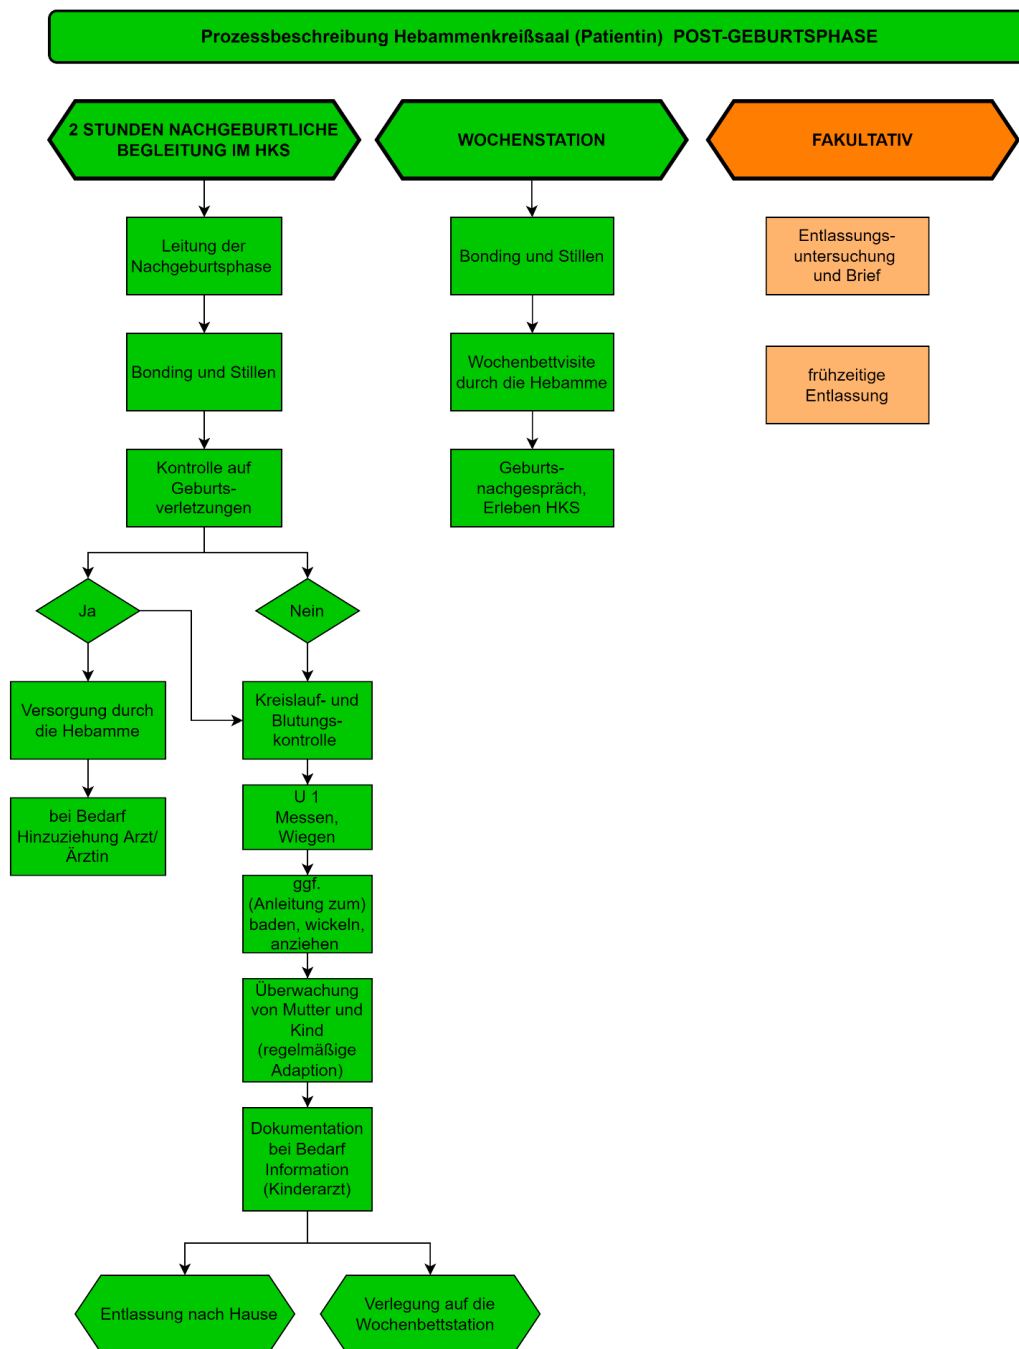 Prozessbeschreibung Hebammenkreißsaal (Patientin)  POST-GEBURTSPHASE
2 STUNDEN NACHGEBURTLICHE
BEGLEITUNG IM HKS
WOCHENSTATION
FAKULTATIV
Leitung der
Nachgeburtsphase
Bonding und Stillen
Kontrolle auf
Geburts-
verletzungen
Ja
Nein
Versorgung durch
die Hebamme
bei Bedarf
Hinzuziehung Arzt/
Ärztin
Kreislauf- und
Blutungs-
kontrolle
U 1
Messen,
Wiegen
ggf.
(Anleitung zum)
baden, wickeln,
anziehen
Überwachung
von Mutter und
Kind
(regelmäßige
Adaption)
Dokumentation
bei Bedarf
Information
(Kinderarzt)
Entlassung nach Hause
Verlegung auf die
Wochenbettstation
Bonding und Stillen
Wochenbettvisite
durch die Hebamme
Geburts-
nachgespräch,
Erleben HKS
Entlassungs-
untersuchung
und Brief
frühzeitige
Entlassung